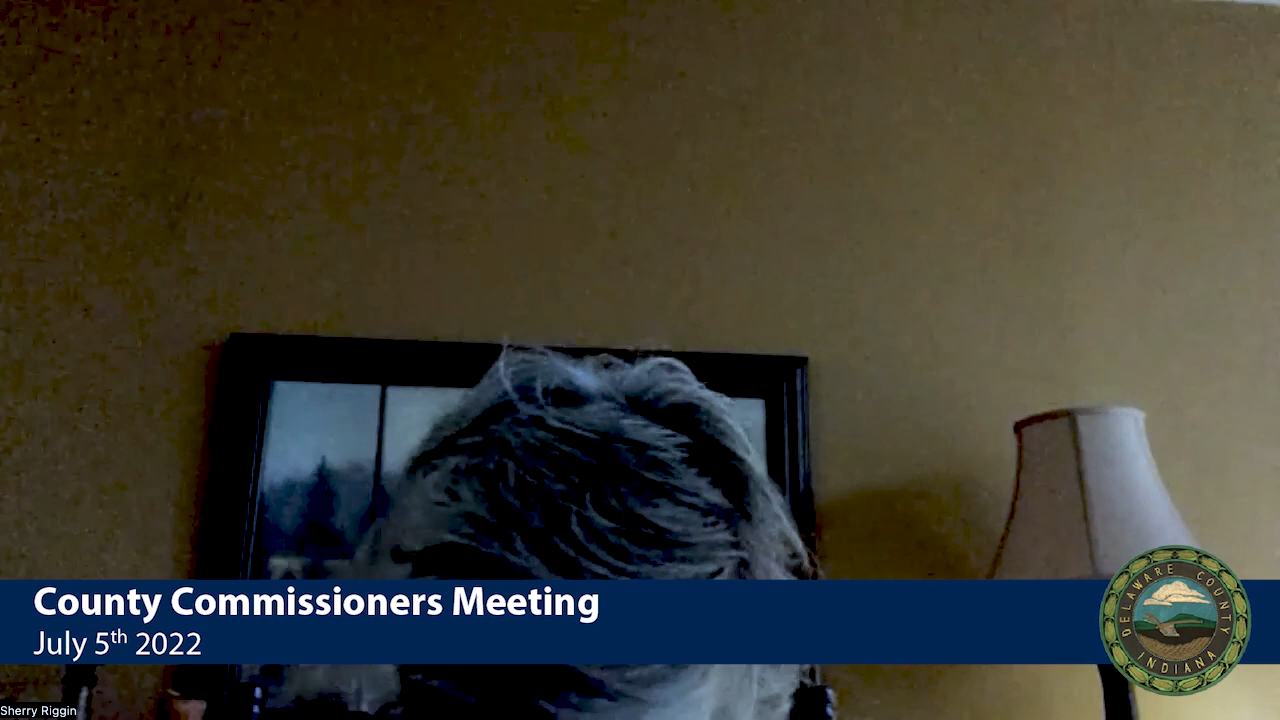 County Commissioners Meeting
July 5th 2022
DELAWARE COUNTY
INDIANA
Sherry Riggin